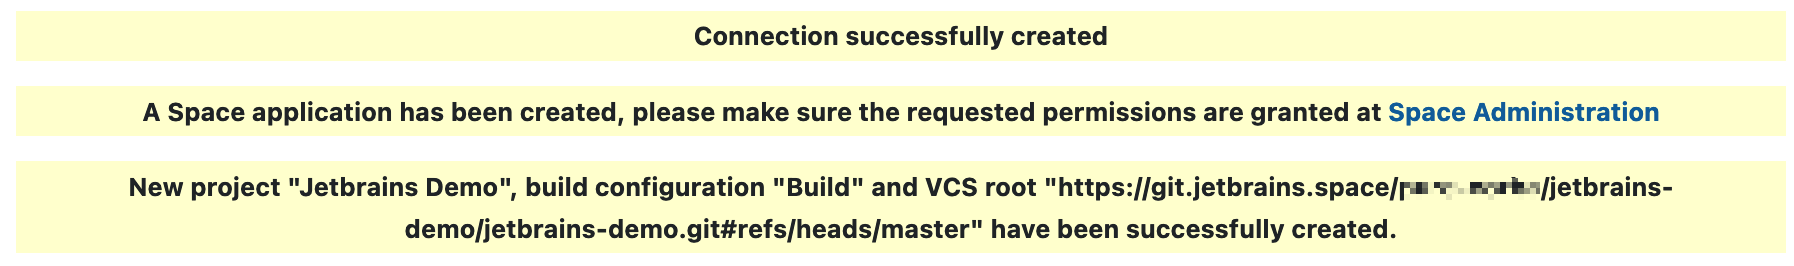 Connection successfully created
A Space application has been created, please make sure the requested permissions are granted at Space Administration
New project "Jetbrains Demo", build configuration "Build" and VCS root "https://git.jetbrains.space/ /jetbrains-
demo/jetbrains-demo.git#refs/heads/master" have been successfully created.